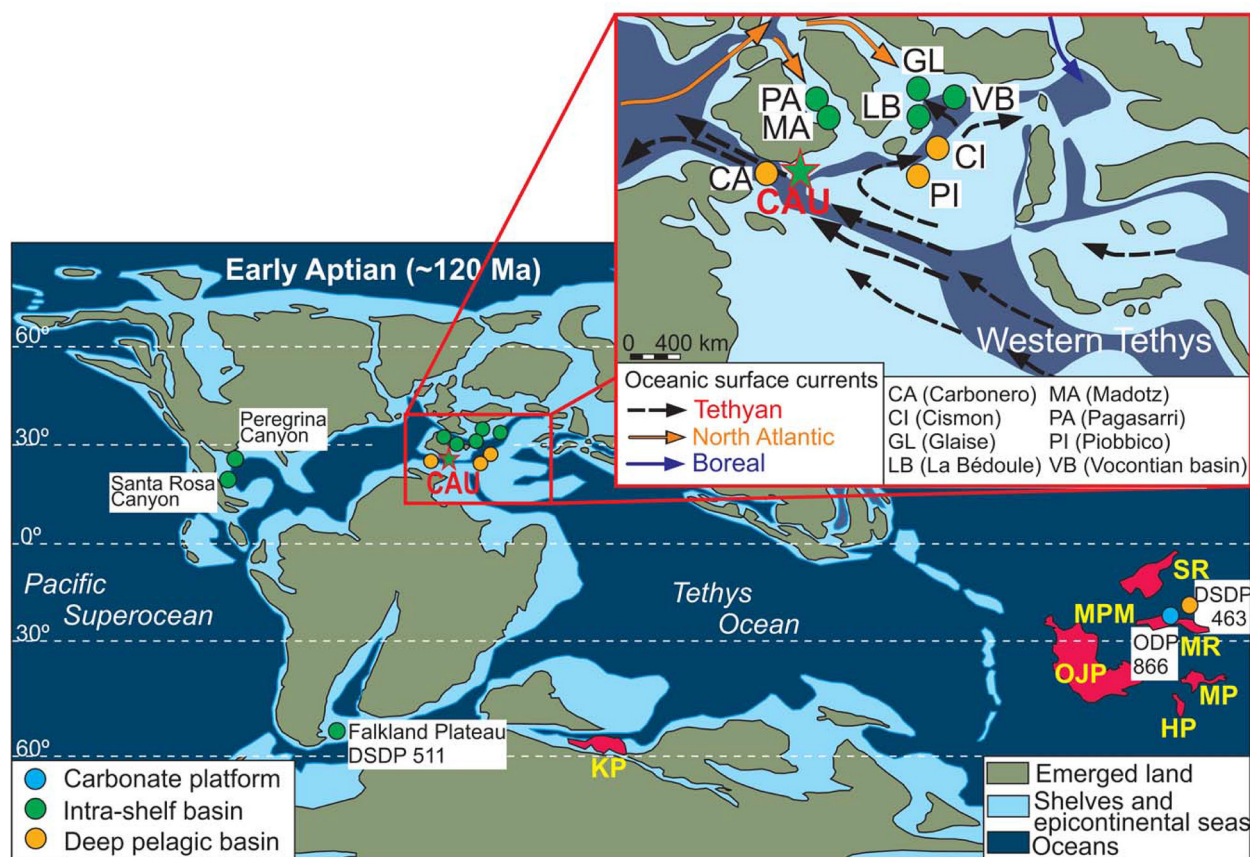 Early Aptian (~120 Ma)
60º
30º
0º
30º
60º
Peregrina
Canyon
Santa Rosa
Canyon
CAU
Pacific
Superocean
Tethys
Ocean
Falkland Plateau
DSDP 511
KP
SR
DSDP
463
MPM
MR
ODP
866
OJP
MP
HP
Carbonate platform
Intra-shelf basin
Deep pelagic basin
Emerged land
Shelves and
epicontinental seas
Oceans
GL
PA
LB
VB
MA
CI
CA
PI
CAU
Western Tethys
0 400 km
Oceanic surface currents
Tethyan
North Atlantic
Boreal
CA (Carbonero) MA (Madotz)
CI (Cismon) PA (Pagasarri)
GL (Glaise) PI (Piobbico)
LB (La Bédoule) VB (Vocontian basin)